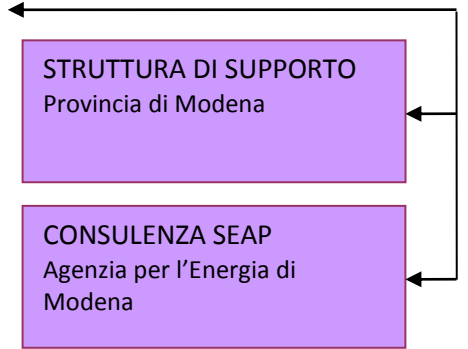 STRUTTURA DI SUPPORTO
Provincia di Modena
CONSULENZA SEAP
Agenzia per l’Energia di
Modena